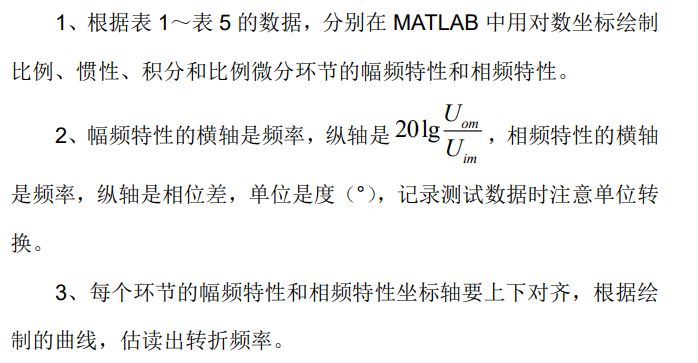 1、根据表 1～表 5 的数据，分别在 MATLAB 中用对数坐标绘制
比例、惯性、积分和比例微分环节的幅频特性和相频特性。
2、幅频特性的横轴是频率，纵轴是 20lg U_om/U_im ，相频特性的横轴
是频率，纵轴是相位差，单位是度（°），记录测试数据时注意单位转
换。
3、每个环节的幅频特性和相频特性坐标轴要上下对齐，根据绘
制的曲线，估读出转折频率。